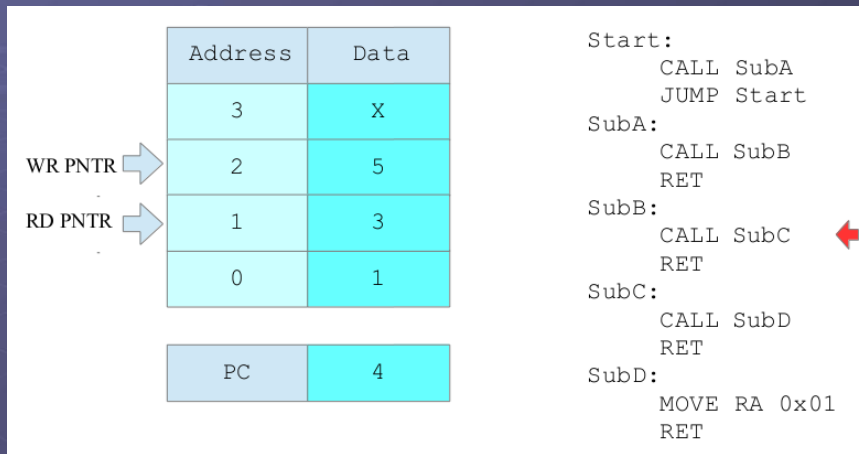 Address Data
3 X
WR PNTR 2 5
RD PNTR 1 3
0 1
PC 4
Start:
CALL SubA
JUMP Start
SubA:
CALL SubB
RET
SubB:
CALL SubC
RET
SubC:
CALL SubD
RET
SubD:
MOVE RA 0x01
RET